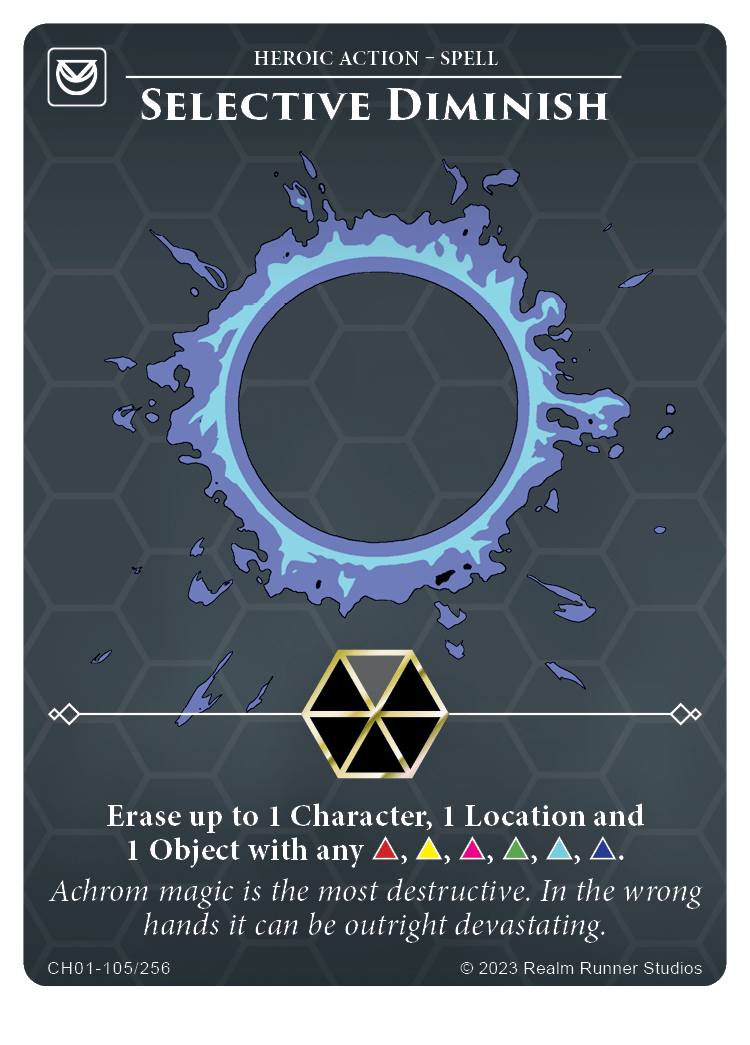 HEROIC ACTION – SPELL
SELECTIVE DIMINISH
Erase up to 1 Character, 1 Location and
1 Object with any ▲, ▲, ▲, ▲, ▲, ▲.
Achrom magic is the most destructive. In the wrong
hands it can be outright devastating.
CH01-105/256 © 2023 Realm Runner Studios